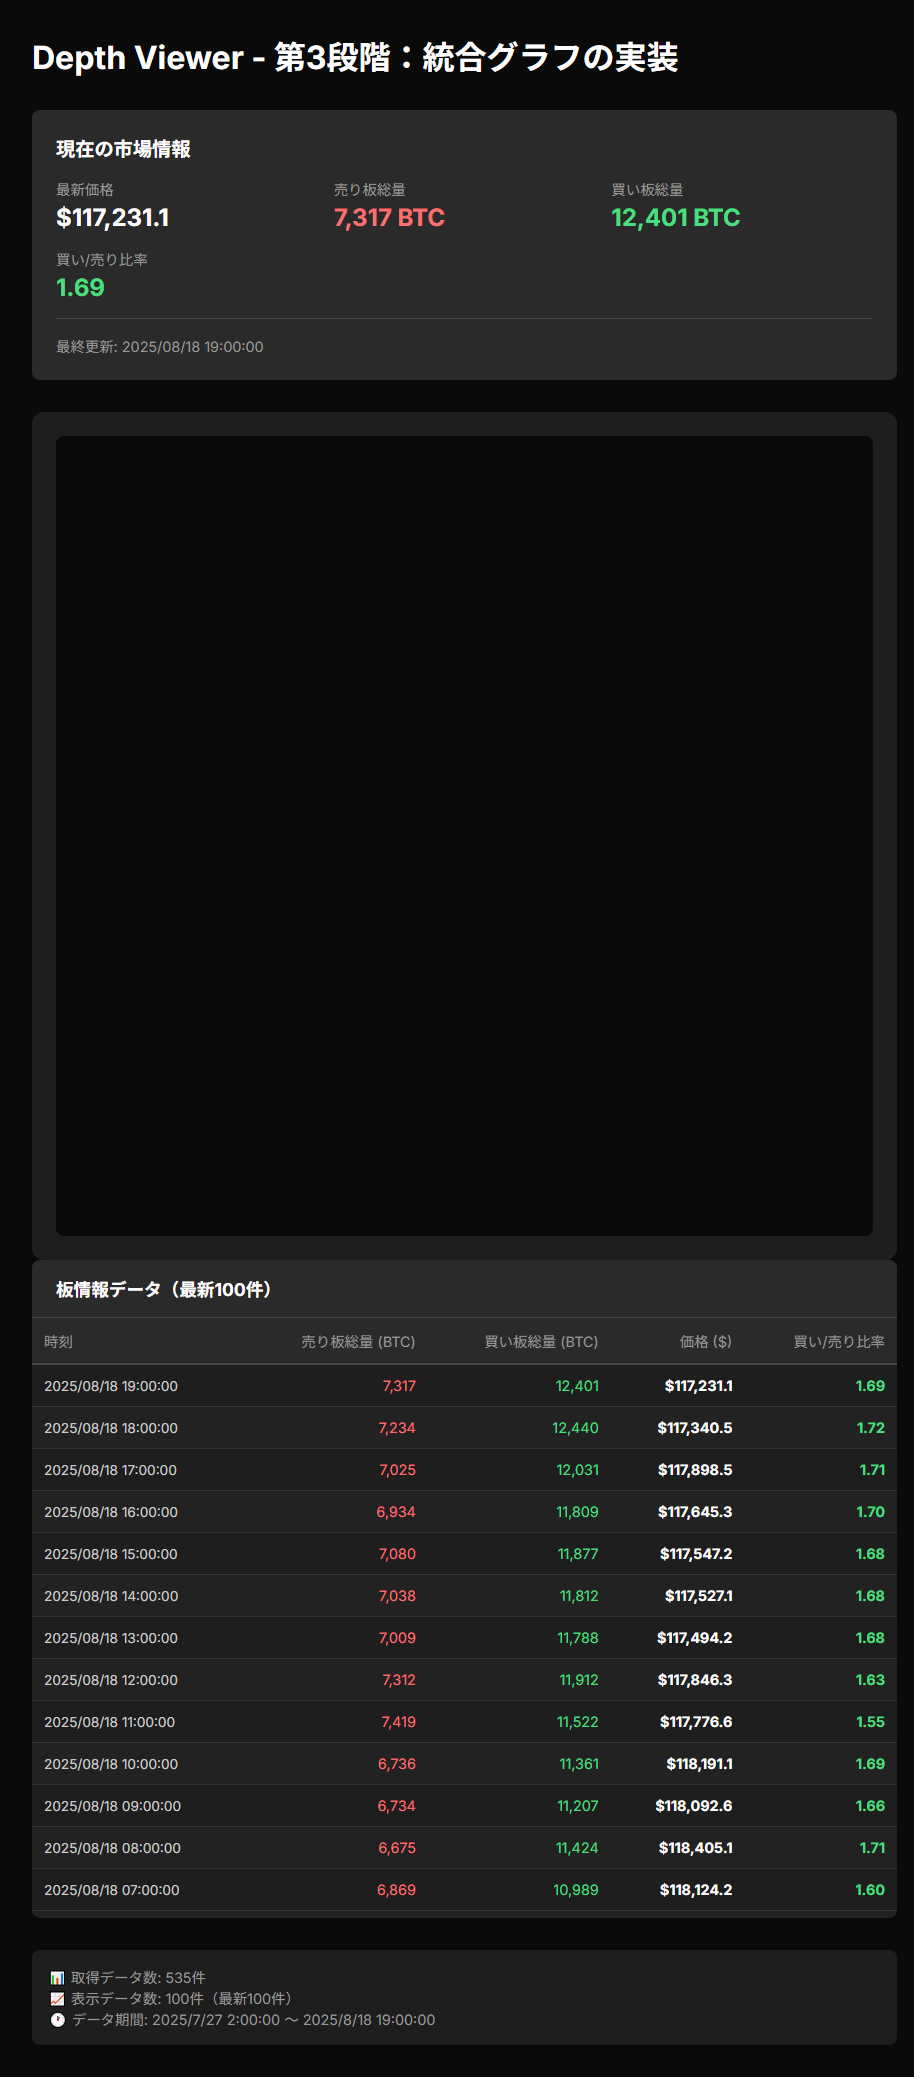 Depth Viewer - 第3段階：統合グラフの実装
現在の市場情報
最新価格 売り板総量 買い板総量
$117,231.1 7,317 BTC 12,401 BTC
買い/売り比率
1.69
最終更新: 2025/08/18 19:00:00
板情報データ（最新100件）
時刻 売り板総量 (BTC) 買い板総量 (BTC) 価格 ($) 買い/売り比率
2025/08/18 19:00:00 7,317 12,401 $117,231.1 1.69
2025/08/18 18:00:00 7,234 12,440 $117,340.5 1.72
2025/08/18 17:00:00 7,025 12,031 $117,898.5 1.71
2025/08/18 16:00:00 6,934 11,809 $117,645.3 1.70
2025/08/18 15:00:00 7,080 11,877 $117,547.2 1.68
2025/08/18 14:00:00 7,038 11,812 $117,527.1 1.68
2025/08/18 13:00:00 7,009 11,788 $117,494.2 1.68
2025/08/18 12:00:00 7,312 11,912 $117,846.3 1.63
2025/08/18 11:00:00 7,419 11,522 $117,776.6 1.55
2025/08/18 10:00:00 6,736 11,361 $118,191.1 1.69
2025/08/18 09:00:00 6,734 11,207 $118,092.6 1.66
2025/08/18 08:00:00 6,675 11,424 $118,405.1 1.71
2025/08/18 07:00:00 6,869 10,989 $118,124.2 1.60
📊 取得データ数: 535件
📈 表示データ数: 100件（最新100件）
🕐 データ期間: 2025/7/27 2:00:00 〜 2025/8/18 19:00:00